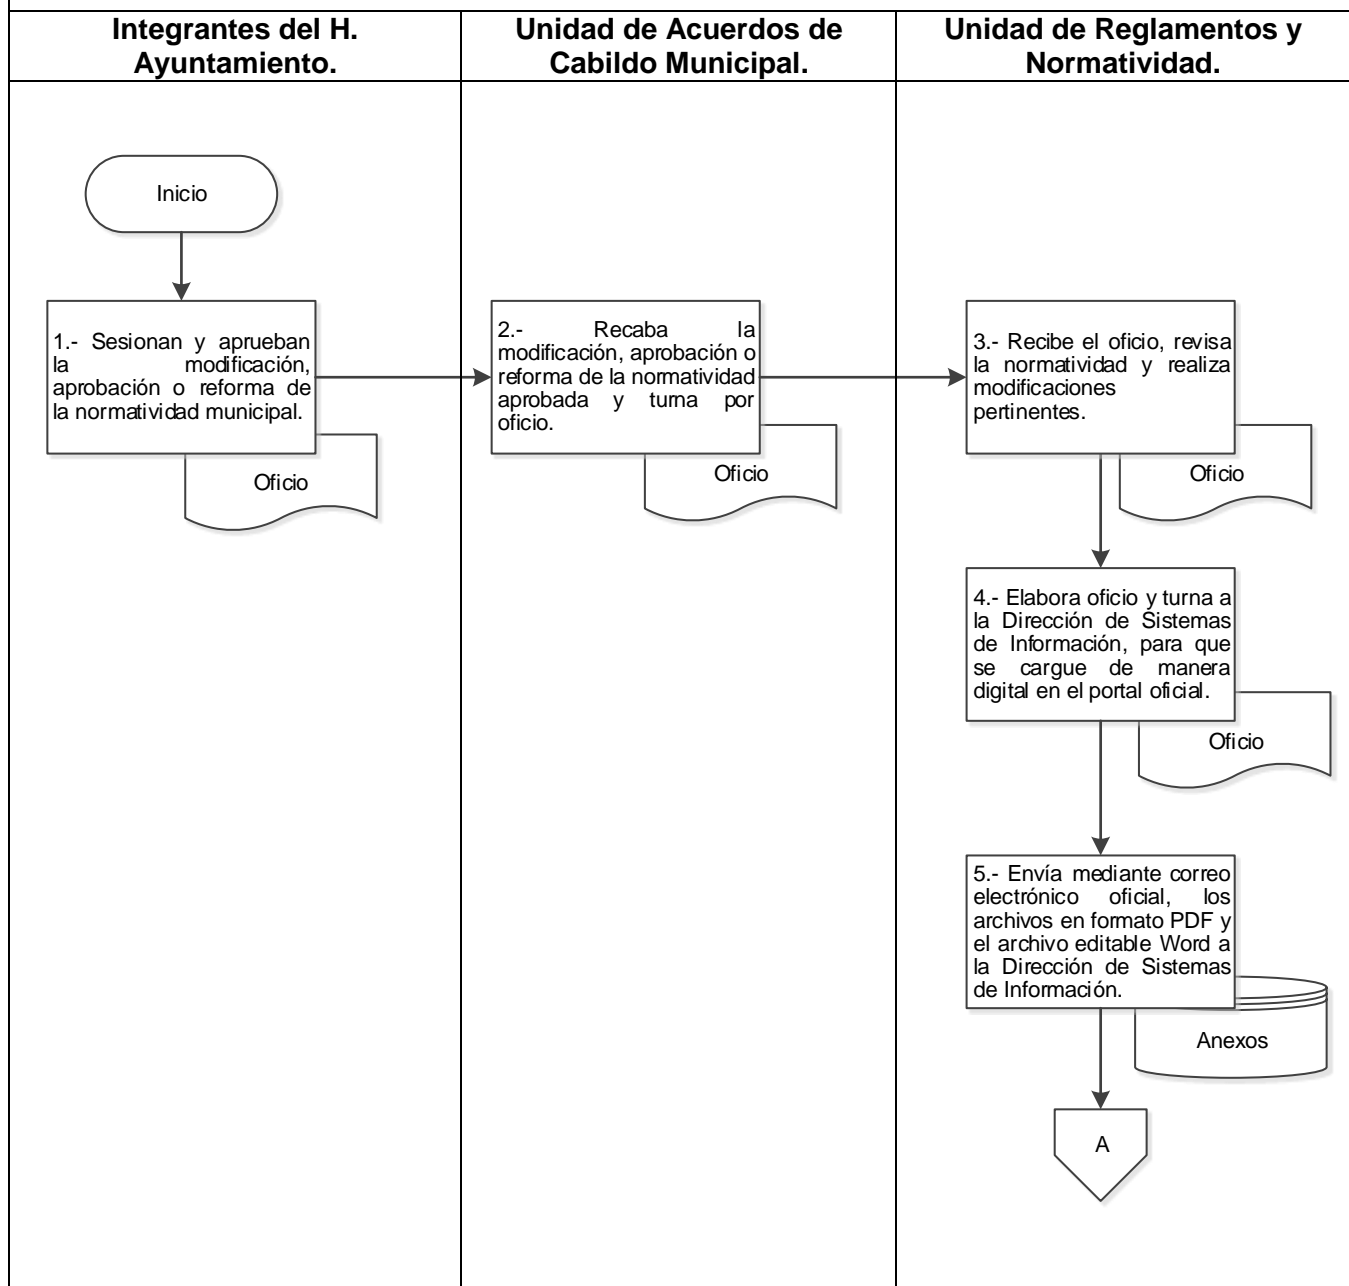 Integrantes del H.
Ayuntamiento.
Unidad de Acuerdos de
Cabildo Municipal.
Unidad de Reglamentos y
Normatividad.
Inicio
1.- Sesionan y aprueban
la modificación,
aprobación o reforma de
la normatividad municipal.
Oficio
2.- Recaba la
modificación, aprobación o
reforma de la normatividad
aprobada y turna por
oficio.
Oficio
3.- Recibe el oficio, revisa
la normatividad y realiza
modificaciones
pertinentes.
Oficio
4.- Elabora oficio y turna a
la Dirección de Sistemas
de Información, para que
se cargue de manera
digital en el portal oficial.
Oficio
5.- Envía mediante correo
electrónico oficial, los
archivos en formato PDF y
el archivo editable Word a
la Dirección de Sistemas
de Información.
Anexos
A